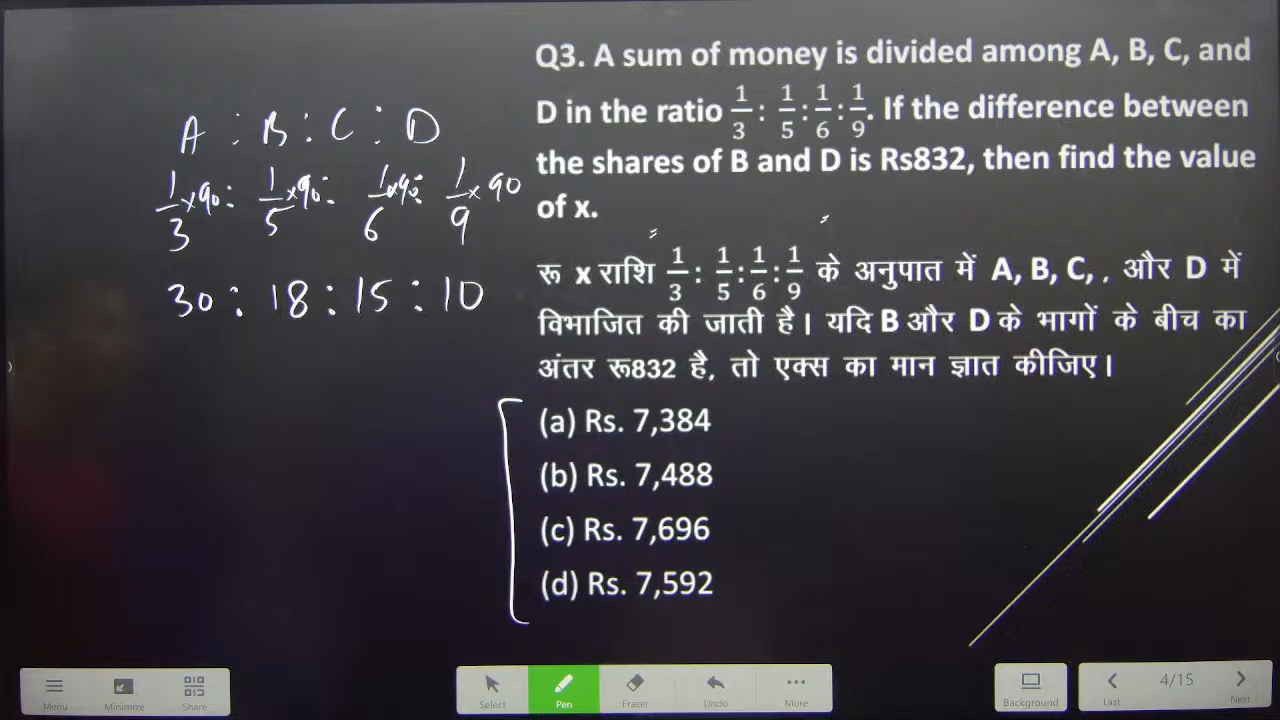 Q3. A sum of money is divided among A, B, C, and
D in the ratio 1/3 : 1/5 : 1/6 : 1/9. If the difference between
the shares of B and D is Rs832, then find the value
of x.
रू x राशि 1/3 : 1/5 : 1/6 : 1/9 के अनुपात में A, B, C, , और D में
विभाजित की जाती है। यदि B और D के भागों के बीच का
अंतर रू832 है, तो एक्स का मान ज्ञात कीजिए।
(a) Rs. 7,384
(b) Rs. 7,488
(c) Rs. 7,696
(d) Rs. 7,592
A : B : C : D
1/3 x 90 : 1/5 x 90 : 1/6 x 90 : 1/9 x 90
30 : 18 : 15 : 10
Menu Minimize Share Select Pen Eraser Undo More Background Last 4/15 Next